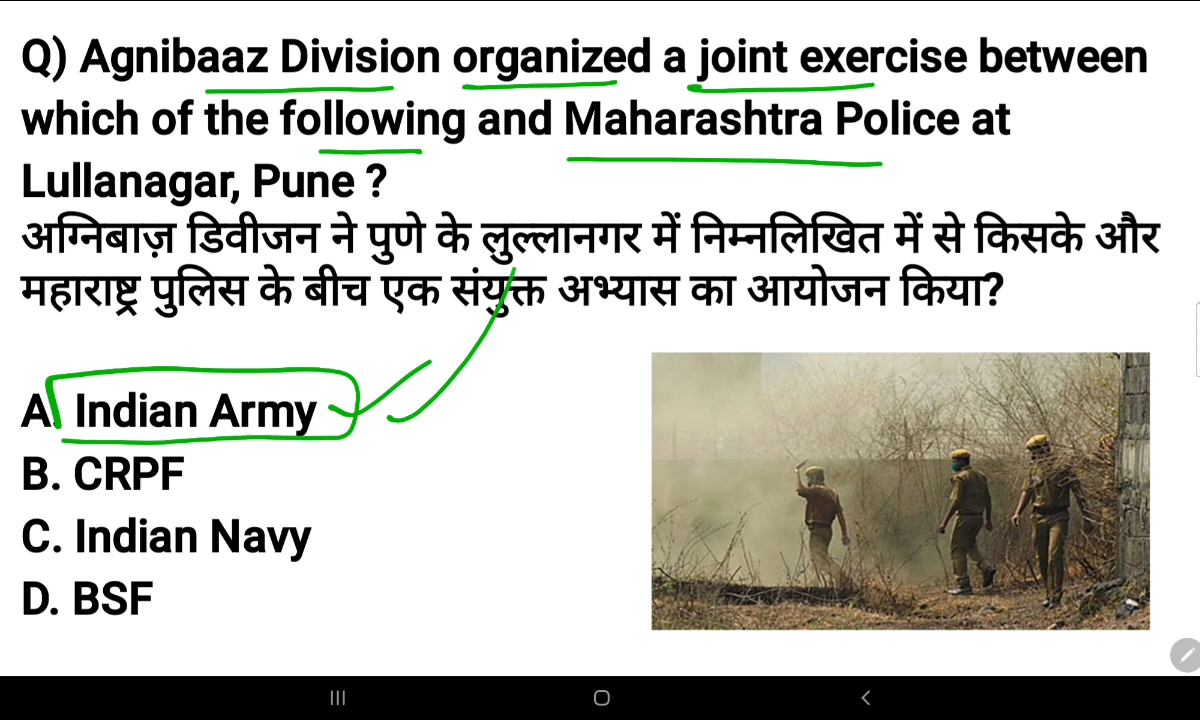 Q) Agnibaaz Division organized a joint exercise between
which of the following and Maharashtra Police at
Lullanagar, Pune ?
अग्निबाज़ डिवीजन ने पुणे के लुल्लानगर में निम्नलिखित में से किसके और
महाराष्ट्र पुलिस के बीच एक संयुक्त अभ्यास का आयोजन किया?
A. Indian Army
B. CRPF
C. Indian Navy
D. BSF